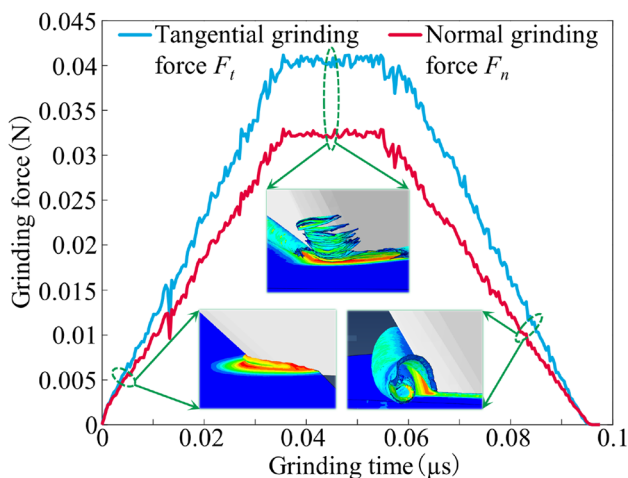 Tangential grinding
force Ft
Normal grinding
force Fn
Grinding force(N)
0.045
0.04
0.035
0.03
0.025
0.02
0.015
0.01
0.005
0
0
0.02
0.04
0.06
0.08
0.1
Grinding time(μs)